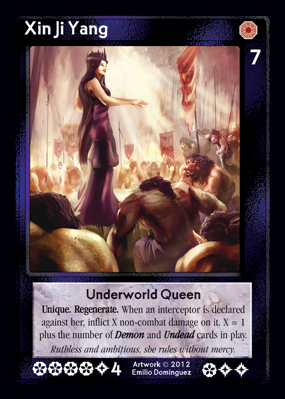 Xin Ji Yang
7
Underworld Queen
Unique. Regenerate. When an interceptor is declared
against her, inflict X non-combat damage on it. X = 1
plus the number of Demon and Undead cards in play.
Ruthless and ambitious, she rules without mercy.
4
Artwork © 2012
Emilio Dominguez